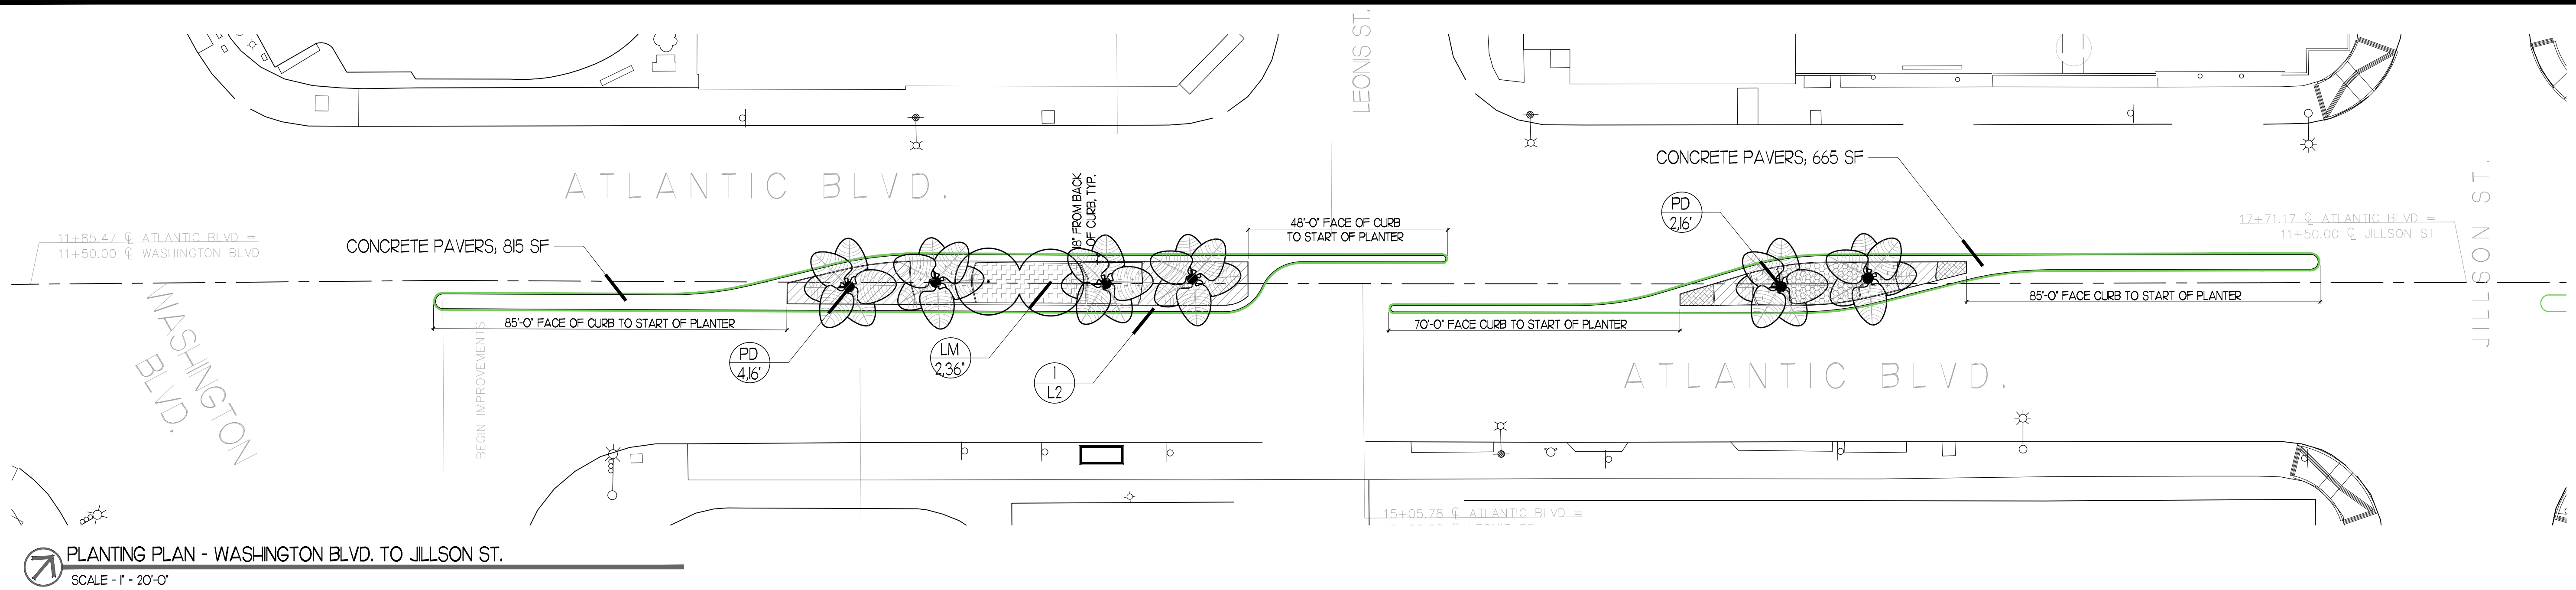 LEONIS ST.
CONCRETE PAVERS; 665 SF
ATLANTIC BLVD.
18" FROM BACK
OF CURB, TYP.
PD
2,16'
JILLSON ST.
48'-0" FACE OF CURB
TO START OF PLANTER
17+71.17 ℄ ATLANTIC BLVD =
11+50.00 ℄ JILLSON ST
11+85.47 ℄ ATLANTIC BLVD =
11+50.00 ℄ WASHINGTON BLVD
CONCRETE PAVERS; 815 SF
WASHINGTON
BLVD.
85'-0" FACE OF CURB TO START OF PLANTER
70'-0" FACE CURB TO START OF PLANTER
85'-0" FACE CURB TO START OF PLANTER
BEGIN IMPROVEMENTS
PD
4,16'
LM
2,36"
1
L2
ATLANTIC BLVD.
15+05.78 ℄ ATLANTIC BLVD =
PLANTING PLAN - WASHINGTON BLVD. TO JILLSON ST.
SCALE - 1" = 20'-0"